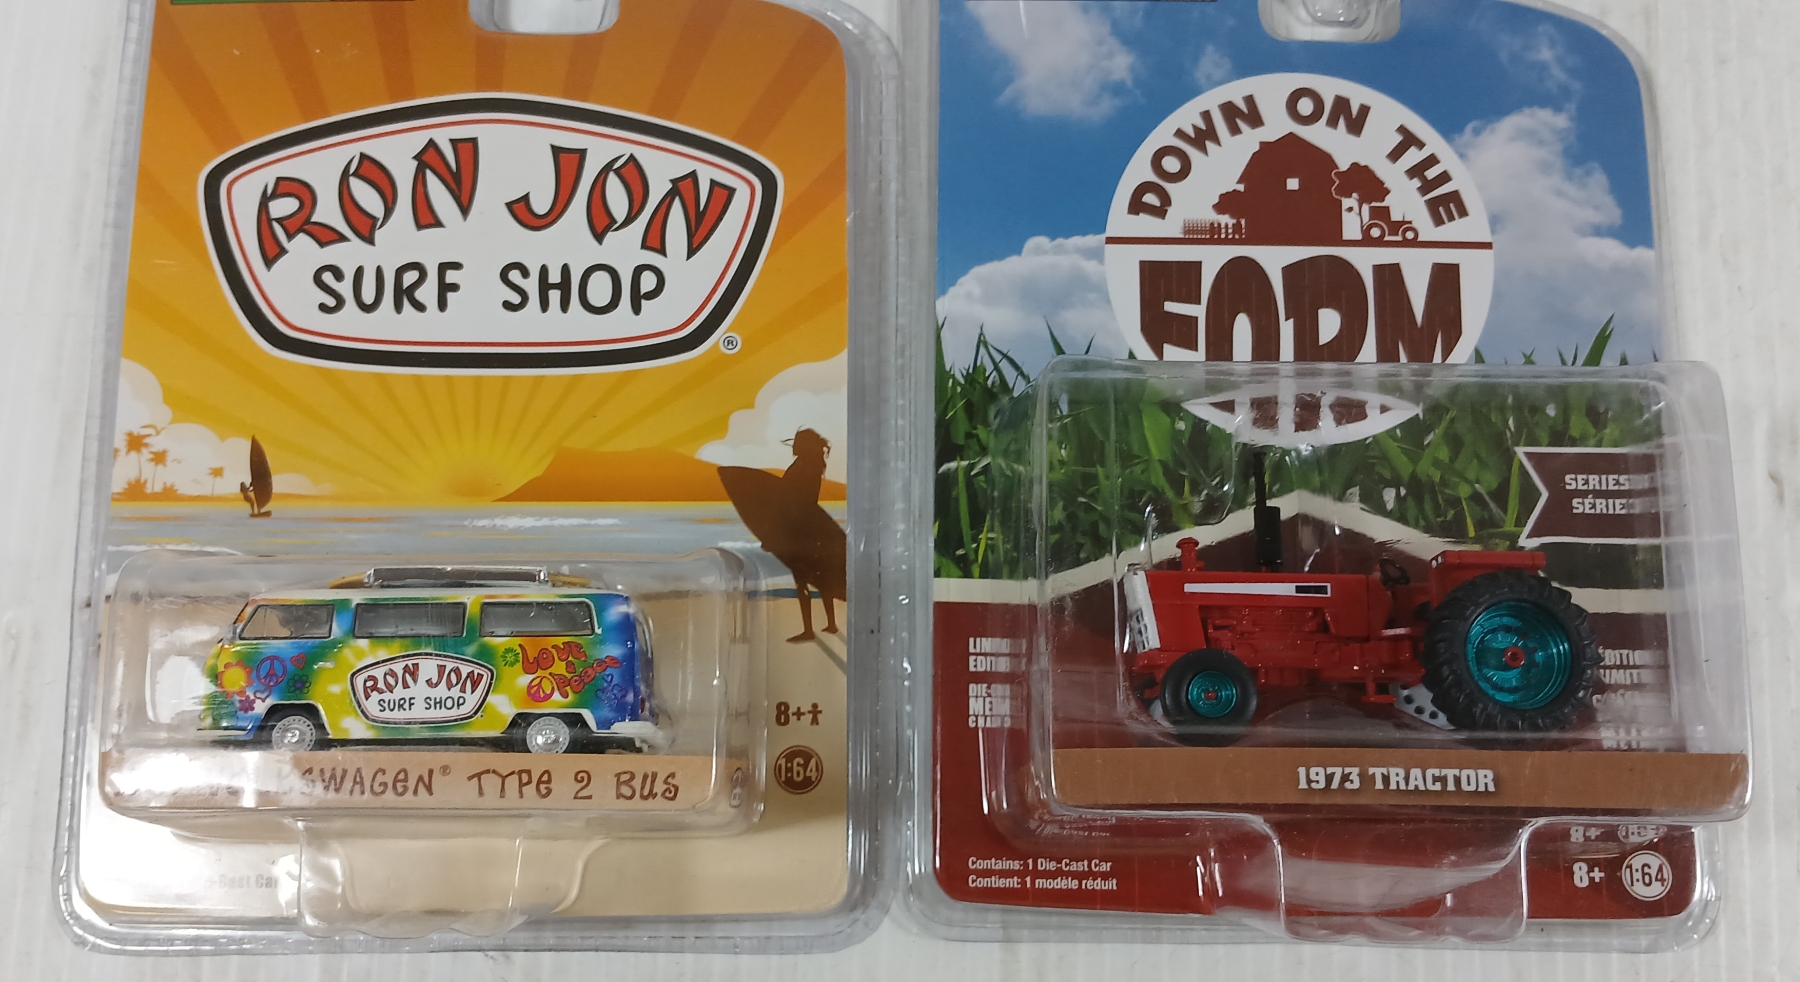 RON JON
SURF SHOP
®
LOVE
&
Peace
RON JON
SURF SHOP
SWAGEN® TYPE 2 BUS
8+
1:64
DOWN ON THE
FARM
SERIES
SÉRIE
1973 TRACTOR
Contains: 1 Die-Cast Car
Contient: 1 modèle réduit
8+
1:64